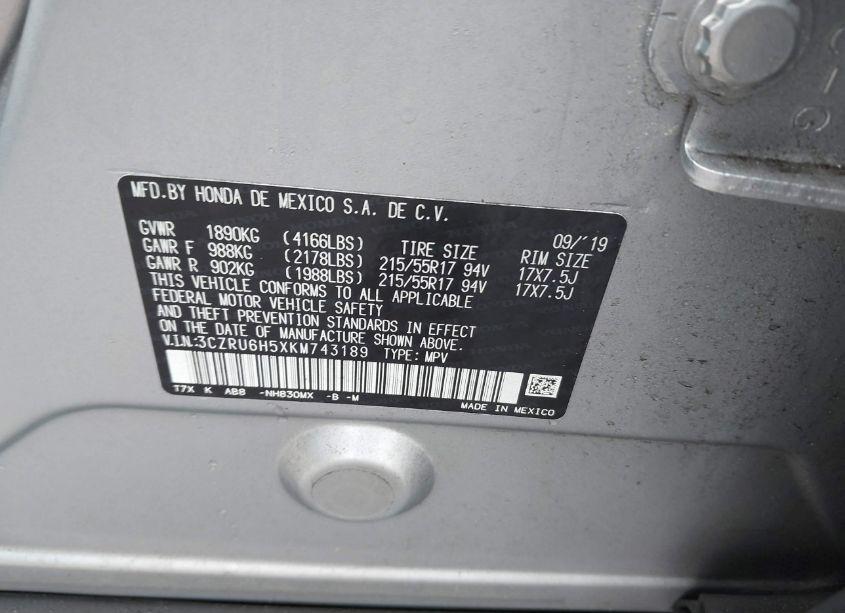 MFD.BY HONDA DE MEXICO S.A. DE C.V.
09/'19
GVWR 1890KG (4166LBS) TIRE SIZE RIM SIZE
GAWR F 988KG (2178LBS) 215/55R17 94V 17X7.5J
GAWR R 902KG (1988LBS) 215/55R17 94V 17X7.5J
THIS VEHICLE CONFORMS TO ALL APPLICABLE
FEDERAL MOTOR VEHICLE SAFETY
AND THEFT PREVENTION STANDARDS IN EFFECT
ON THE DATE OF MANUFACTURE SHOWN ABOVE.
V.I.N:3CZRU6H5XKM743189 TYPE: MPV
T7X K AB8 -NH830MX -B -M
MADE IN MEXICO